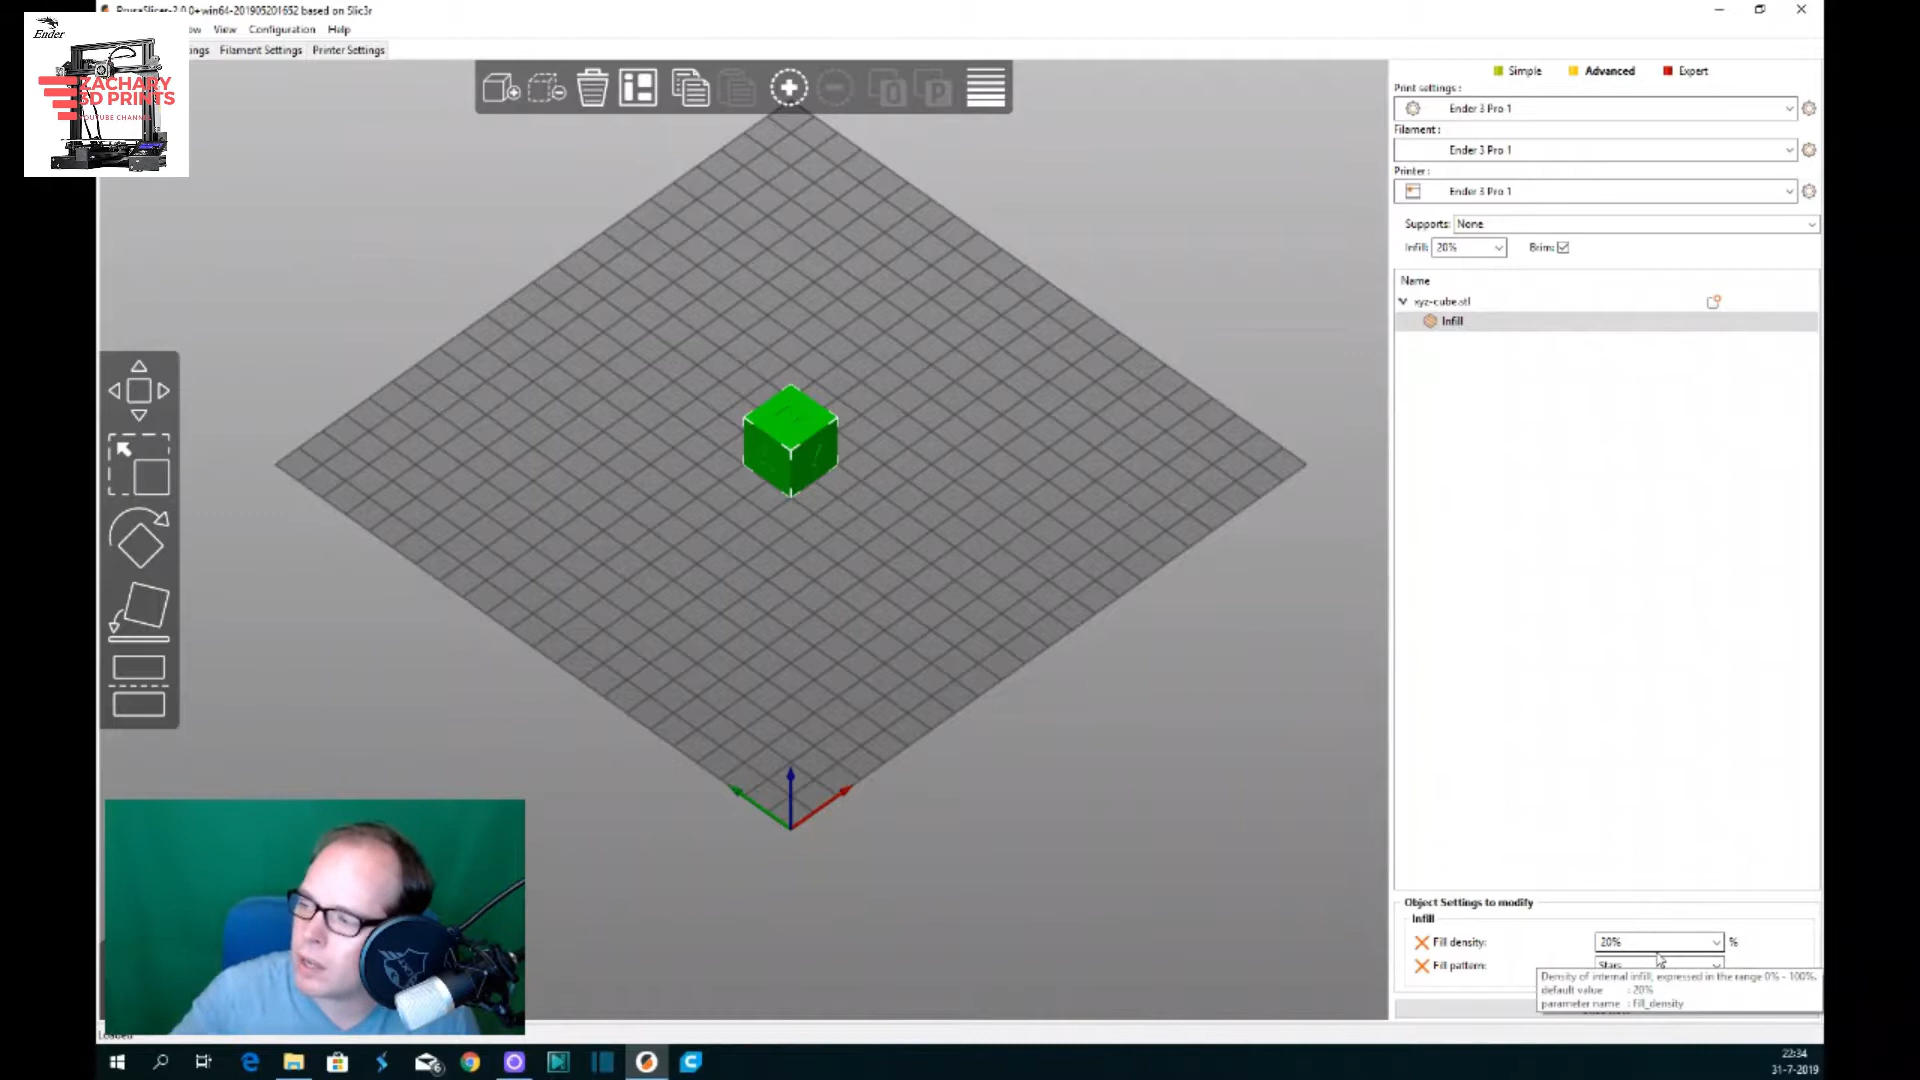 PrusaSlicer-2.0.0+win64-201905201652 based on Slic3r
Ender
View Configuration Help
Filament Settings Printer Settings
ZACHARY
3D PRINTS
YOUTUBE CHANNEL
Simple Advanced Expert
Print settings :
Ender 3 Pro 1
Filament :
Ender 3 Pro 1
Printer :
Ender 3 Pro 1
Supports: None
Infill: 20% Brim:
Name
xyz-cube.stl
Infill
Object Settings to modify
Infill
Fill density: 20% %
Fill pattern: Stars
Density of internal infill, expressed in the range 0% - 100%.
default value : 20%
parameter name : fill_density
Loaded
6
22:34
31-7-2019